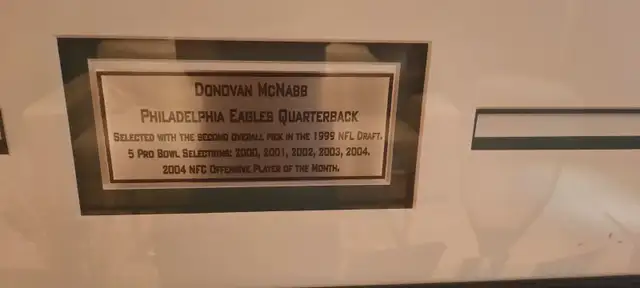 Donovan McNabb
Philadelphia Eagles Quarterback
Selected with the second overall pick in the 1999 NFL Draft.
5 Pro Bowl Selections: 2000, 2001, 2002, 2003, 2004.
2004 NFC Offensive Player of the Month.